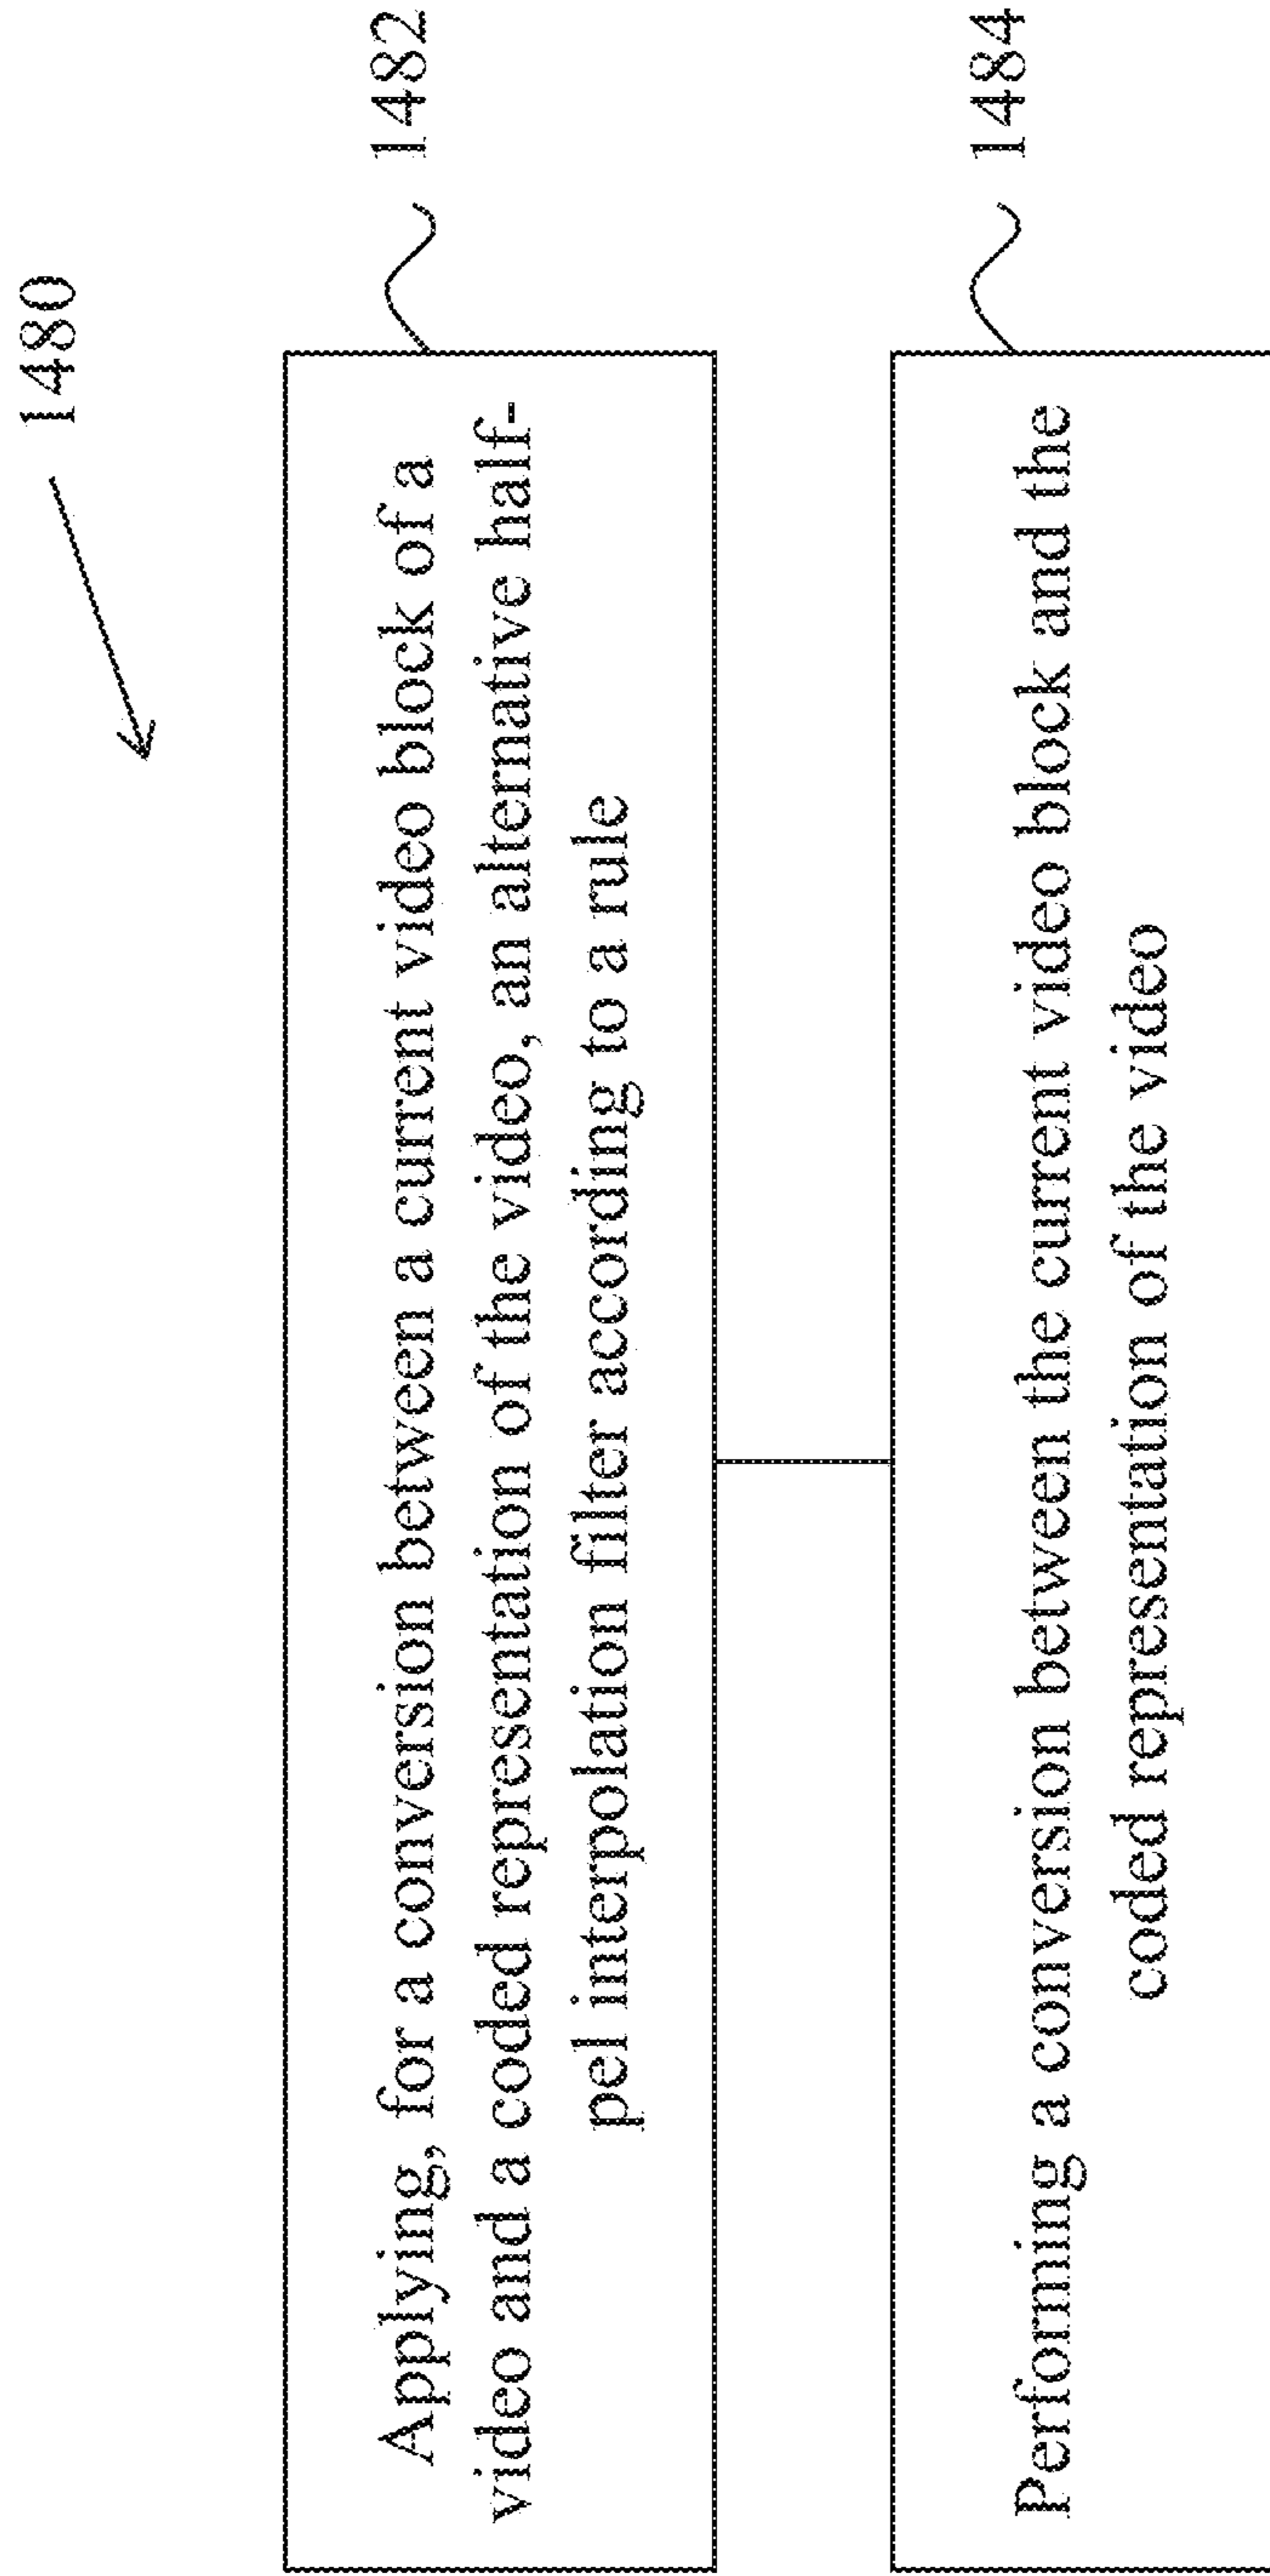 1480
Applying, for a conversion between a current video block of a
video and a coded representation of the video, an alternative half-
pel interpolation filter according to a rule
1482
Performing a conversion between the current video block and the
coded representation of the video
1484